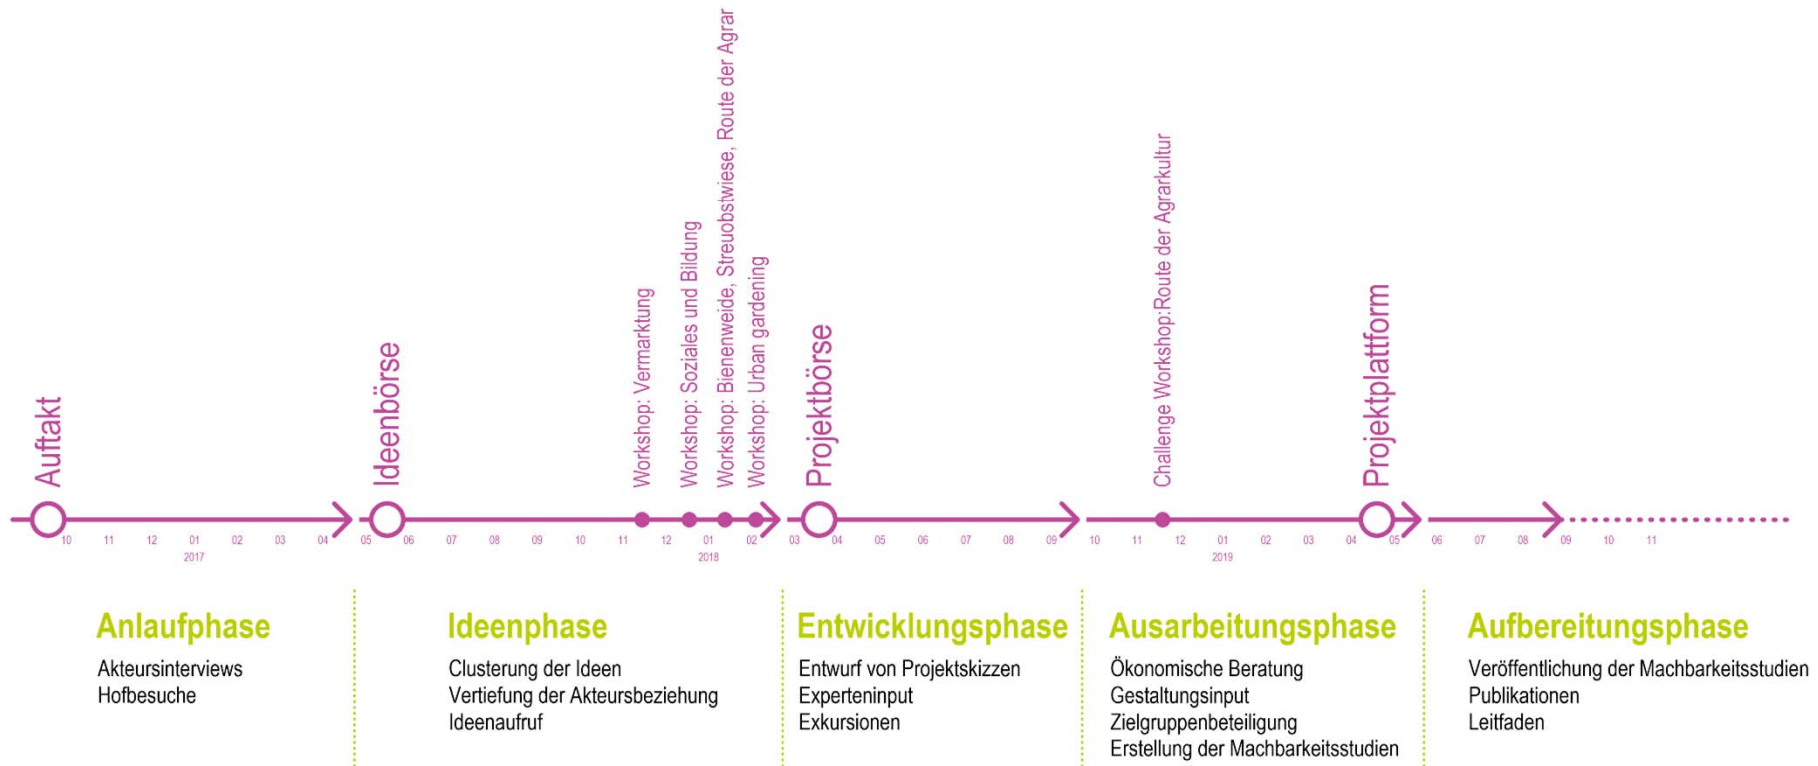 Auftakt
Ideenbörse
Workshop: Vermarktung
Workshop: Soziales und Bildung
Workshop: Bienenweide, Streuobstwiese, Route der Agrar
Workshop: Urban gardening
Projektbörse
Challenge Workshop:Route der Agrarkultur
Projektplattform
10 11 12 01 02 03 04 05 06 07 08 09 10 11 12 01 02 03 04 05 06 07 08 09 10 11 12 01 02 03 04 05 06 07 08 09 10 11
2017 2018 2019
Anlaufphase
Akteursinterviews
Hofbesuche
Ideenphase
Clusterung der Ideen
Vertiefung der Akteursbeziehung
Ideenaufruf
Entwicklungsphase
Entwurf von Projektskizzen
Experteninput
Exkursionen
Ausarbeitungsphase
Ökonomische Beratung
Gestaltungsinput
Zielgruppenbeteiligung
Erstellung der Machbarkeitsstudien
Aufbereitungsphase
Veröffentlichung der Machbarkeitsstudien
Publikationen
Leitfaden